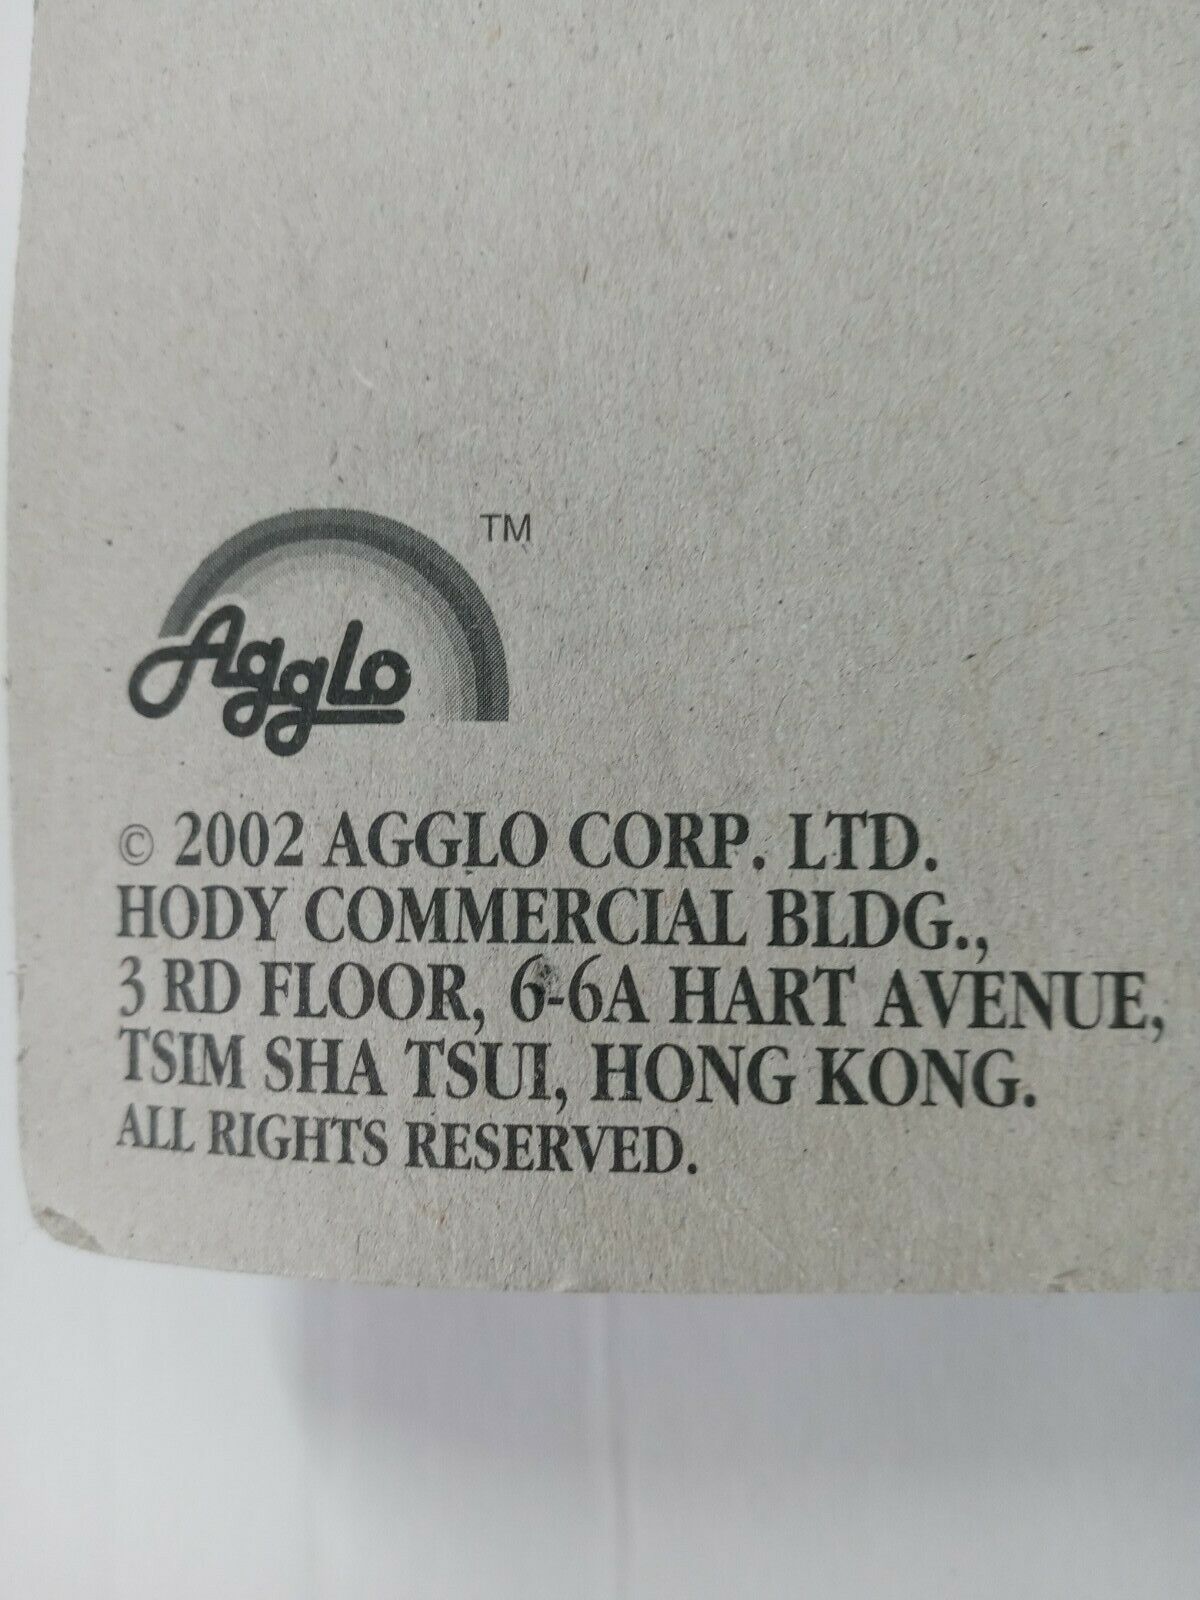 TM
Agglo
© 2002 AGGLO CORP. LTD.
HODY COMMERCIAL BLDG.,
3 RD FLOOR, 6-6A HART AVENUE,
TSIM SHA TSUI, HONG KONG.
ALL RIGHTS RESERVED.